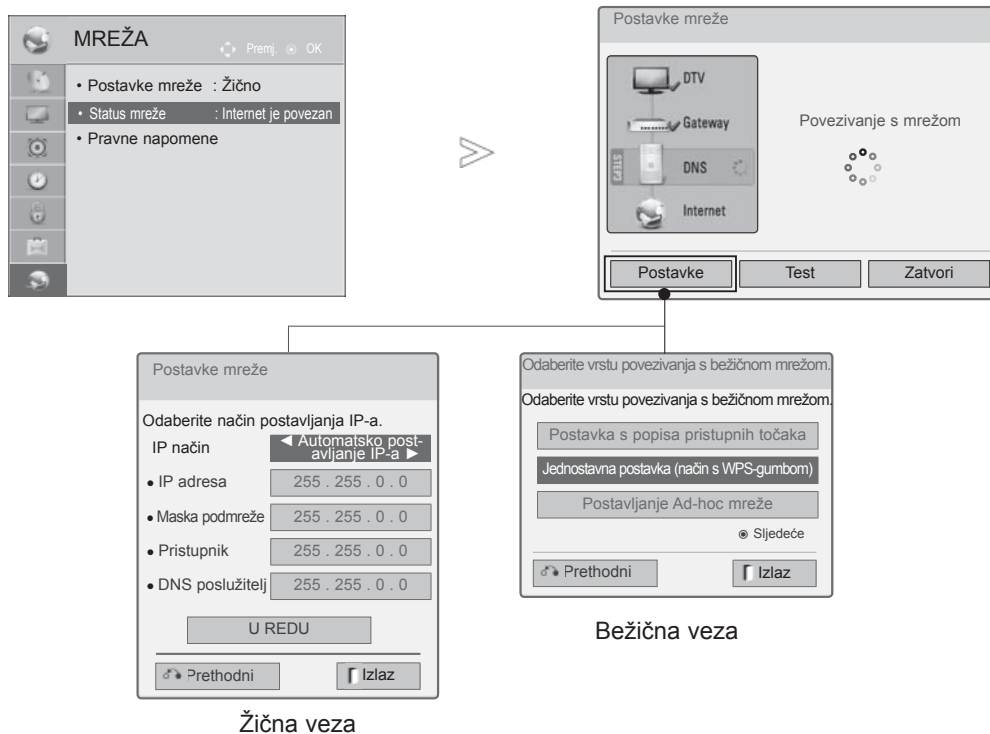 MREŽA
Premj. OK
• Postavke mreže : Žično
• Status mreže : Internet je povezan
• Pravne napomene
Postavke mreže
DTV
Gateway
STEP3
DNS
Internet
Povezivanje s mrežom
Postavke
Test
Zatvori
Postavke mreže
Odaberite način postavljanja IP-a.
IP način
◄ Automatsko post-
avljanje IP-a ►
• IP adresa 255 . 255 . 0 . 0
• Maska podmreže 255 . 255 . 0 . 0
• Pristupnik 255 . 255 . 0 . 0
• DNS poslužitelj 255 . 255 . 0 . 0
U REDU
Prethodni
Izlaz
Žična veza
Odaberite vrstu povezivanja s bežičnom mrežom.
Odaberite vrstu povezivanja s bežičnom mrežom.
Postavka s popisa pristupnih točaka
Jednostavna postavka (način s WPS-gumbom)
Postavljanje Ad-hoc mreže
◉ Sljedeće
Prethodni
Izlaz
Bežična veza